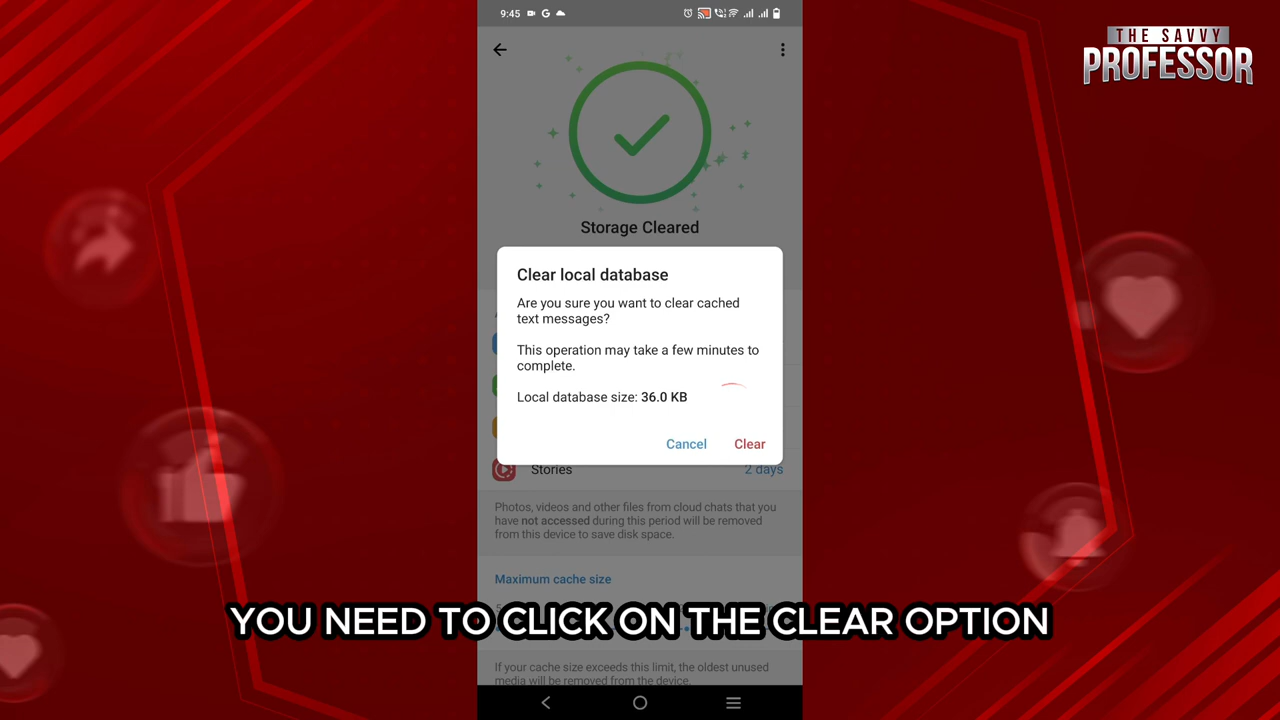 9:45
THE SAVVY
PROFESSOR
Storage Cleared
Clear local database
Are you sure you want to clear cached
text messages?
This operation may take a few minutes to
complete.
Local database size: 36.0 KB
Cancel
Clear
Stories
2 days
Photos, videos and other files from cloud chats that you
have not accessed during this period will be removed
from this device to save disk space.
Maximum cache size
YOU NEED TO CLICK ON THE CLEAR OPTION
If your cache size exceeds this limit, the oldest unused
media will be removed from the device.